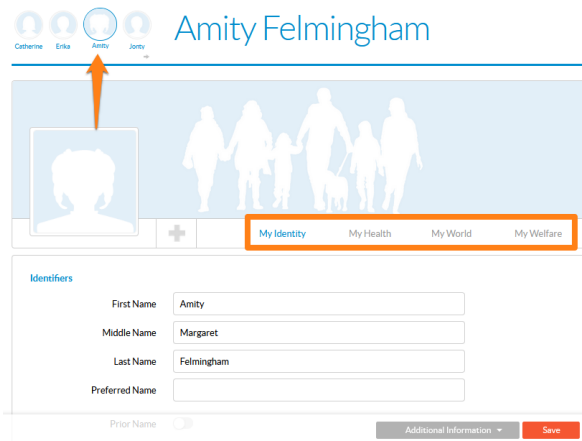 Amity Felmingham
Catherine Erika Amity Jonty
My Identity My Health My World My Welfare
Identifiers
First Name Amity
Middle Name Margaret
Last Name Felmingham
Preferred Name
Prior Name
Additional Information Save